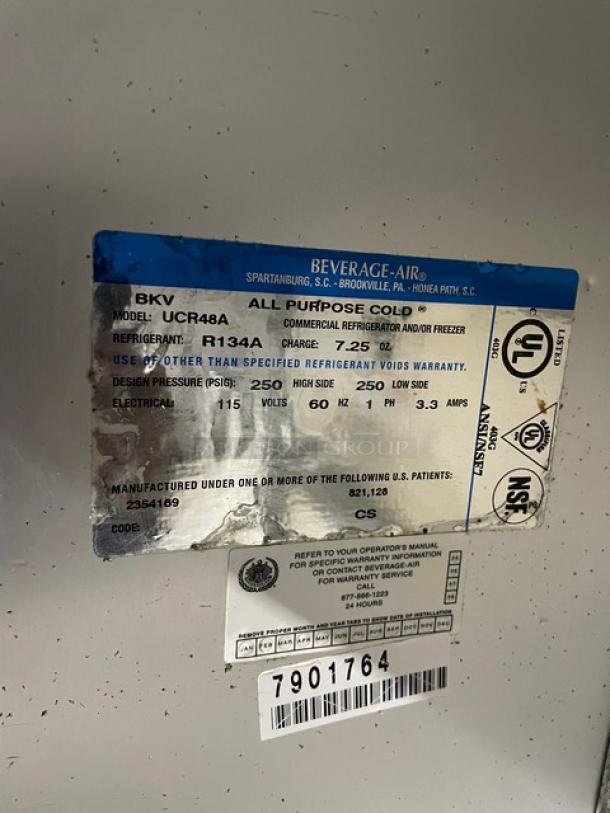 BEVERAGE-AIR®
SPARTANBURG, S.C. - BROOKVILLE, PA. - HONEA PATH, S.C.
BKV ALL PURPOSE COLD ®
MODEL: UCR48A COMMERCIAL REFRIGERATOR AND/OR FREEZER
REFRIGERANT: R134A CHARGE: 7.25 OZ.
USE OF OTHER THAN SPECIFIED REFRIGERANT VOIDS WARRANTY.
DESIGN PRESSURE (PSIG): 250 HIGH SIDE 250 LOW SIDE
ELECTRICAL: 115 VOLTS 60 HZ 1 PH 3.3 AMPS
GROUP
MANUFACTURED UNDER ONE OR MORE OF THE FOLLOWING U.S. PATENTS:
2354169 821,128
CODE: CS
C UL US
LISTED
403G
UL
403G
ANSI/NSF7
NSF
REFER TO YOUR OPERATOR'S MANUAL
FOR SPECIFIC WARRANTY INFORMATION
OR CONTACT BEVERAGE-AIR
FOR WARRANTY SERVICE
CALL
877-866-1223
24 HOURS
REMOVE PROPER MONTH AND YEAR TABS TO SHOW DATE OF INSTALLATION
JAN FEB MAR APR MAY JUN JUL AUG SEP OCT NOV DEC
7901764